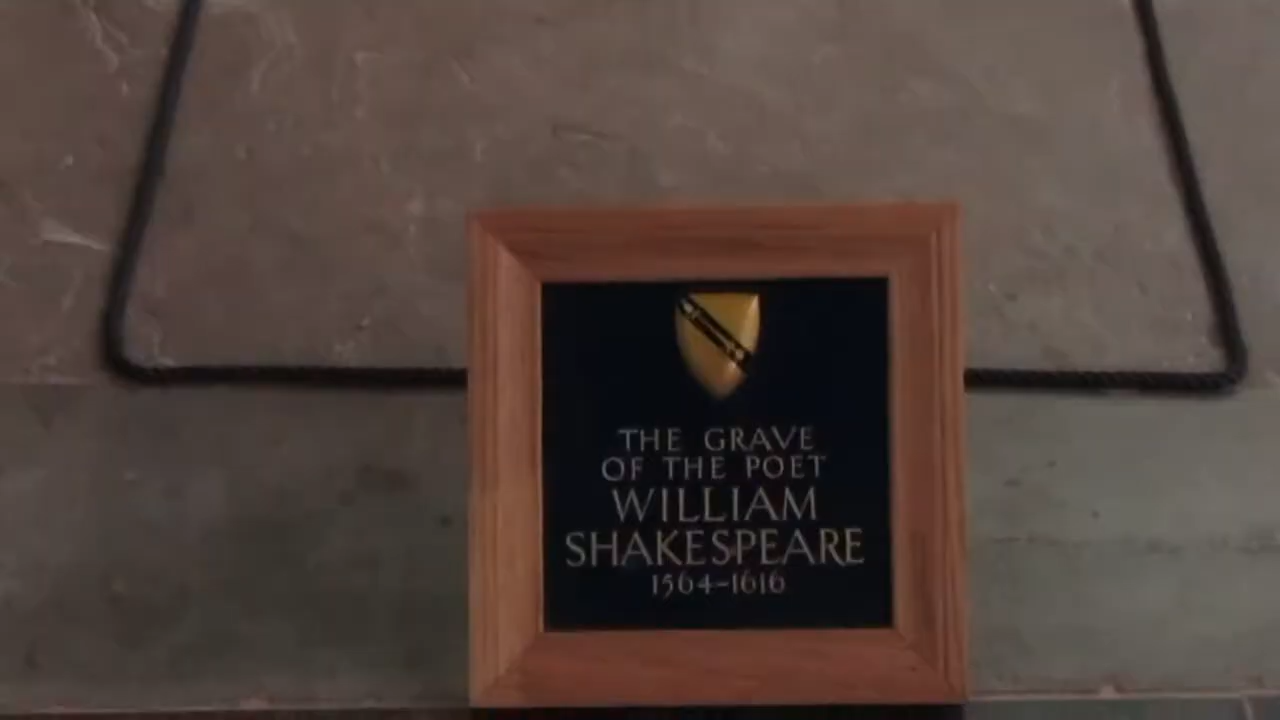 THE GRAVE
OF THE POET
WILLIAM
SHAKESPEARE
1564-1616